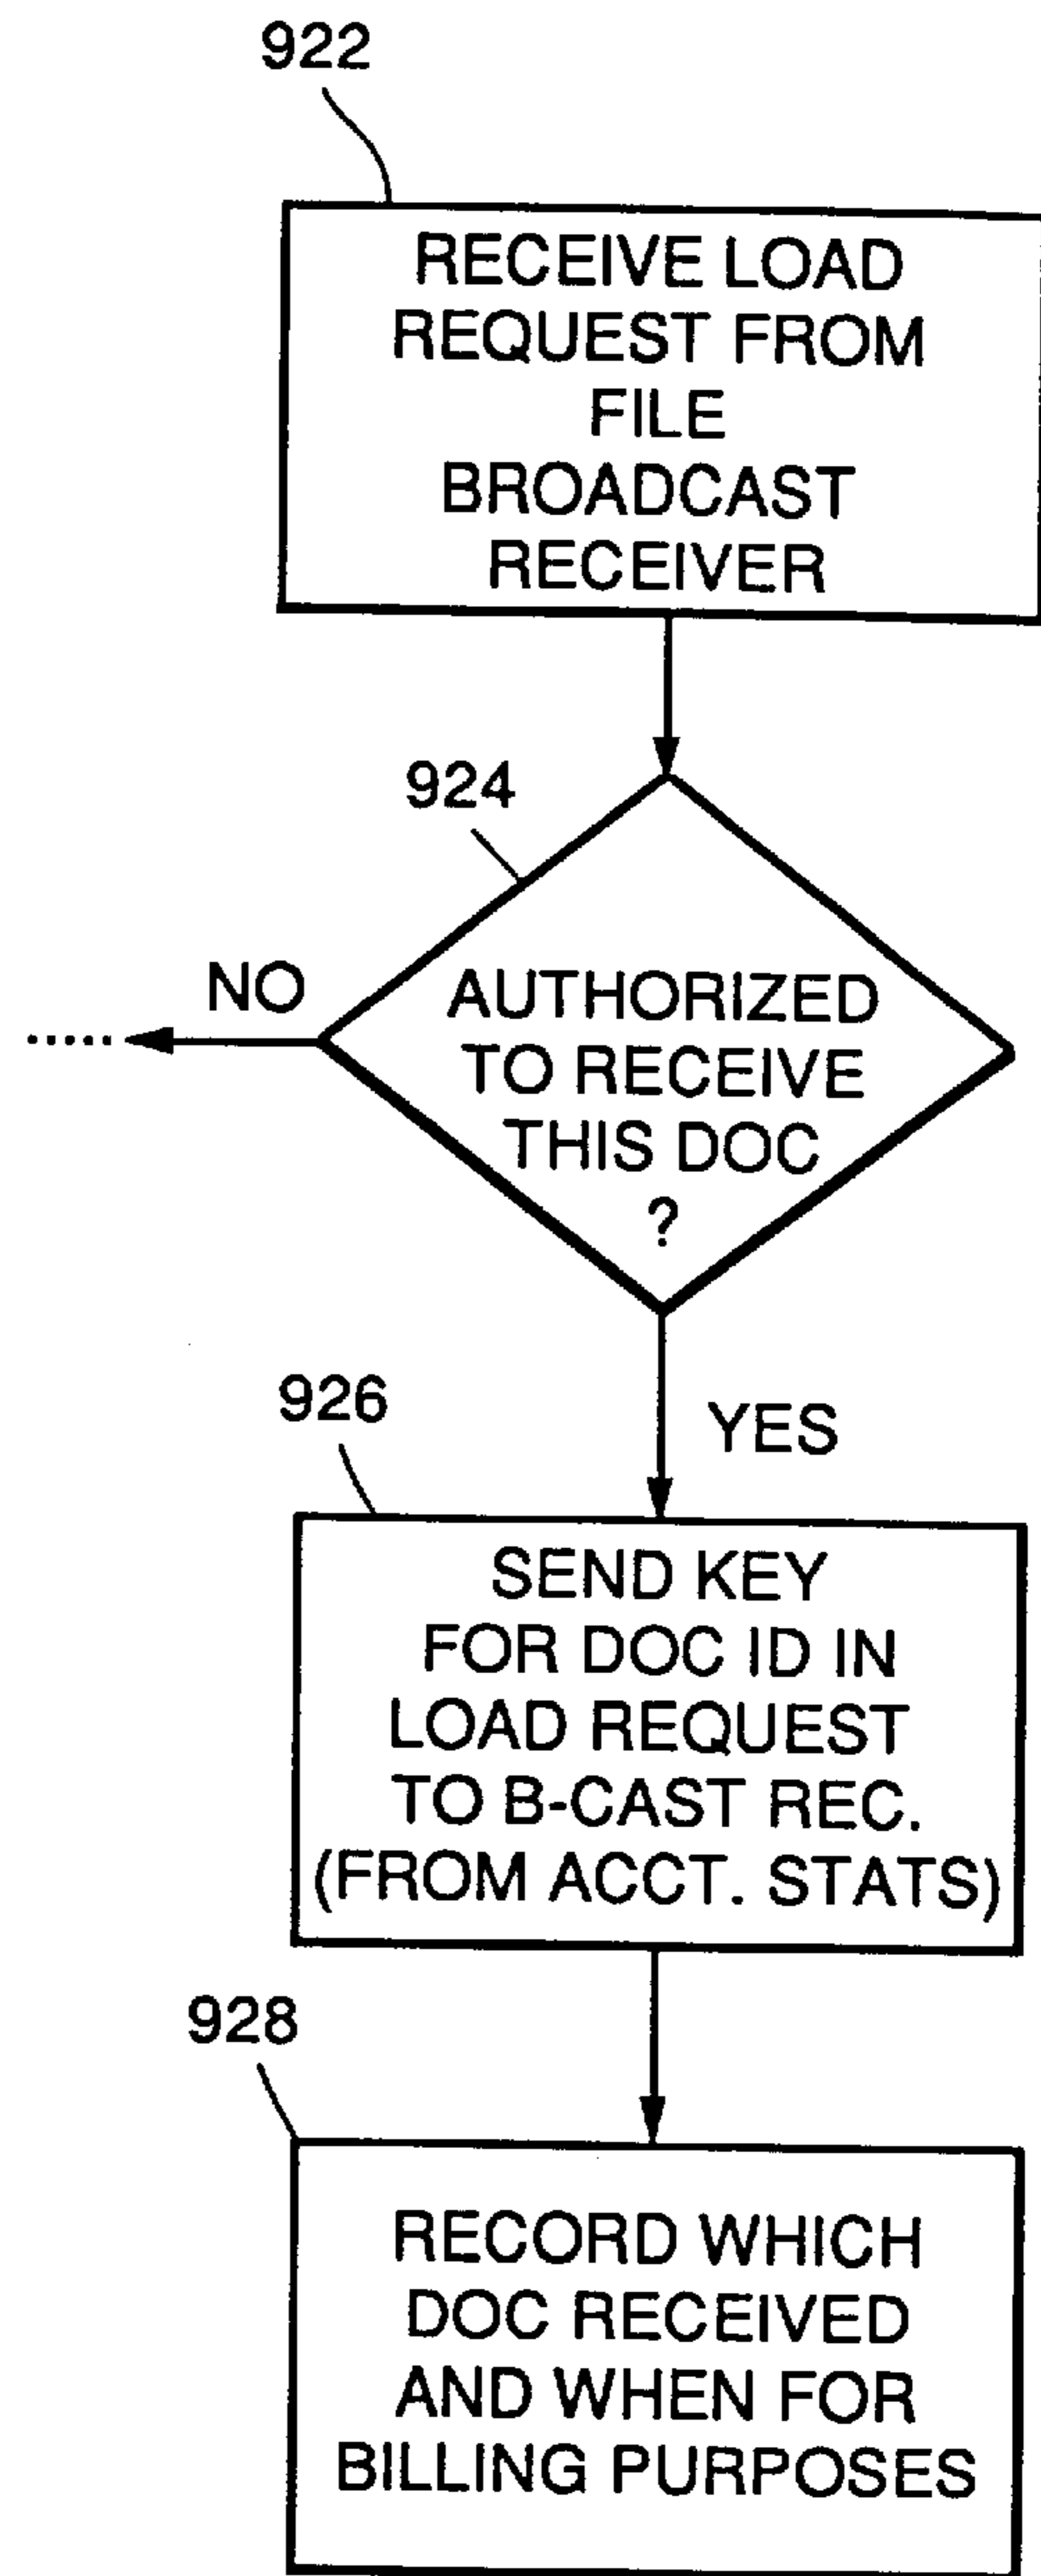 922
RECEIVE LOAD
REQUEST FROM
FILE
BROADCAST
RECEIVER
924
NO
AUTHORIZED
TO RECEIVE
THIS DOC
?
YES
926
SEND KEY
FOR DOC ID IN
LOAD REQUEST
TO B-CAST REC.
(FROM ACCT. STATS)
928
RECORD WHICH
DOC RECEIVED
AND WHEN FOR
BILLING PURPOSES